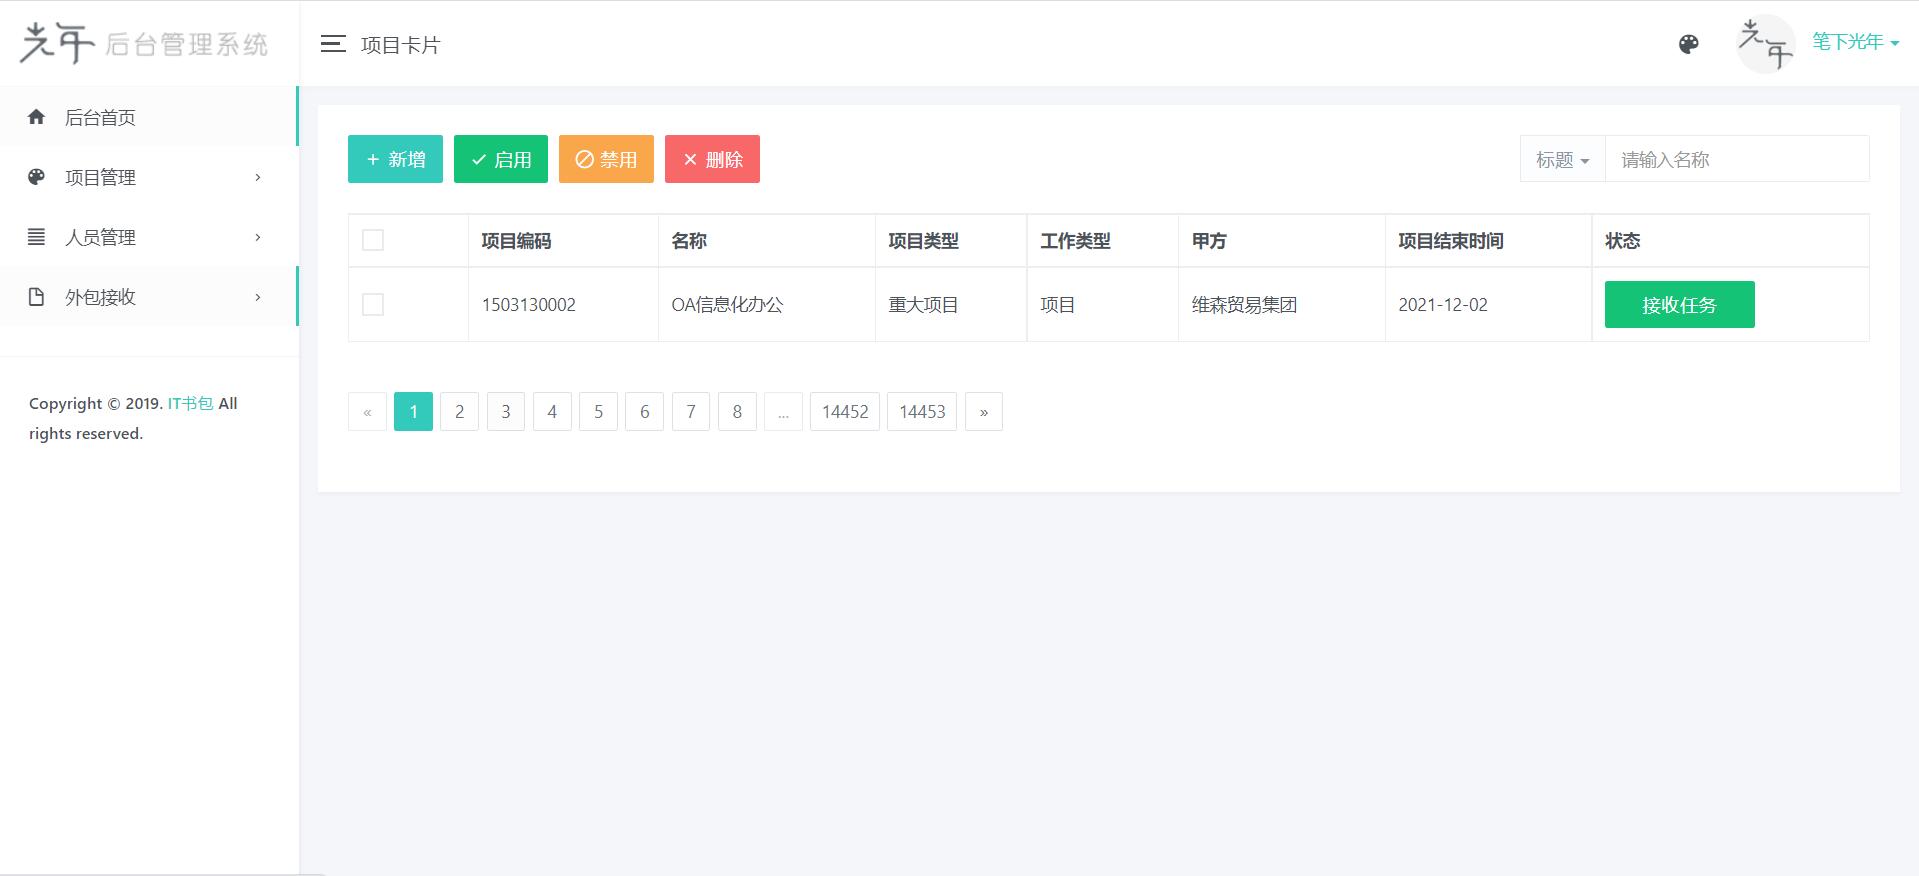 光年 后台管理系统
项目卡片
笔下光年
后台首页
项目管理
人员管理
外包接收
Copyright © 2019. IT书包 All
rights reserved.
新增 启用 禁用 删除
标题 请输入名称
项目编码 名称 项目类型 工作类型 甲方 项目结束时间 状态
1503130002 OA信息化办公 重大项目 项目 维森贸易集团 2021-12-02 接收任务
« 1 2 3 4 5 6 7 8 ... 14452 14453 »